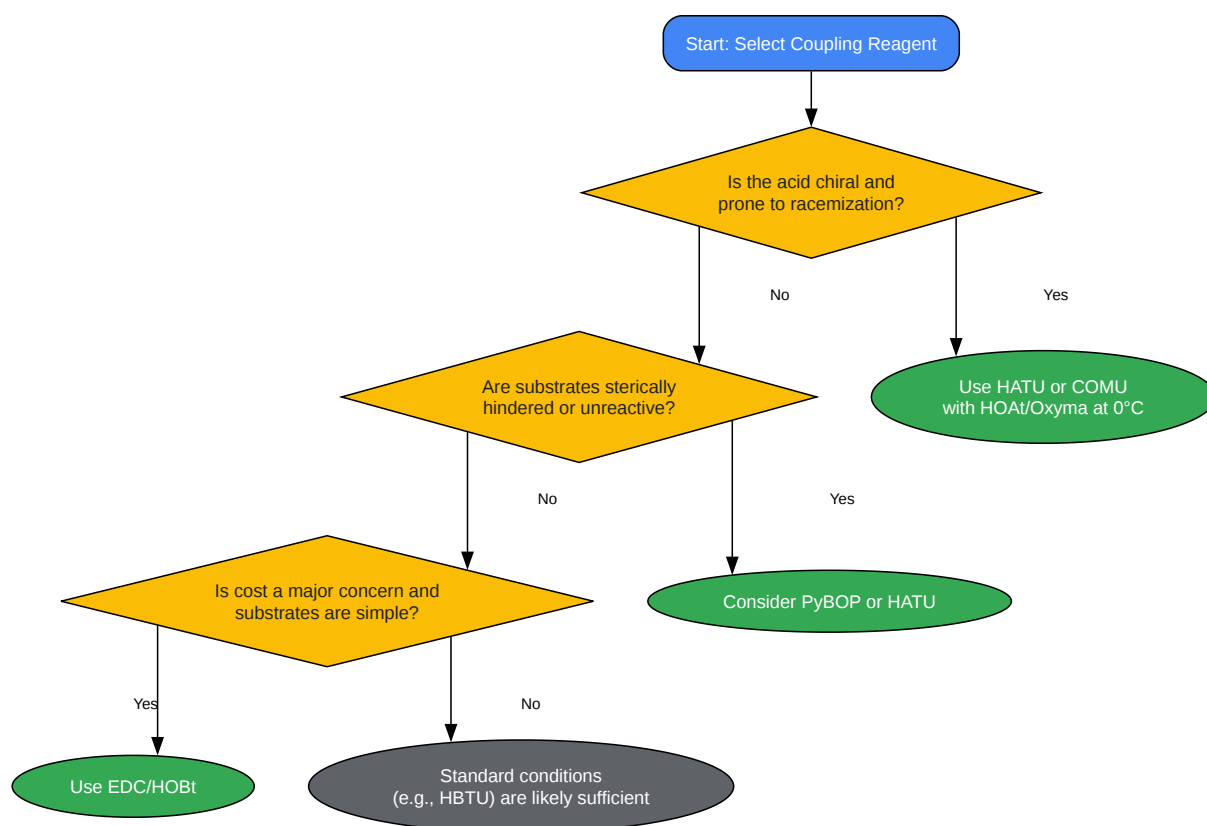 Start: Select Coupling Reagent
Is the acid chiral and
prone to racemization?
No
Yes
Are substrates sterically
hindered or unreactive?
Use HATU or COMU
with HOAt/Oxyma at 0°C
No
Yes
Is cost a major concern and
substrates are simple?
Consider PyBOP or HATU
Yes
No
Use EDC/HOBt
Standard conditions
(e.g., HBTU) are likely sufficient